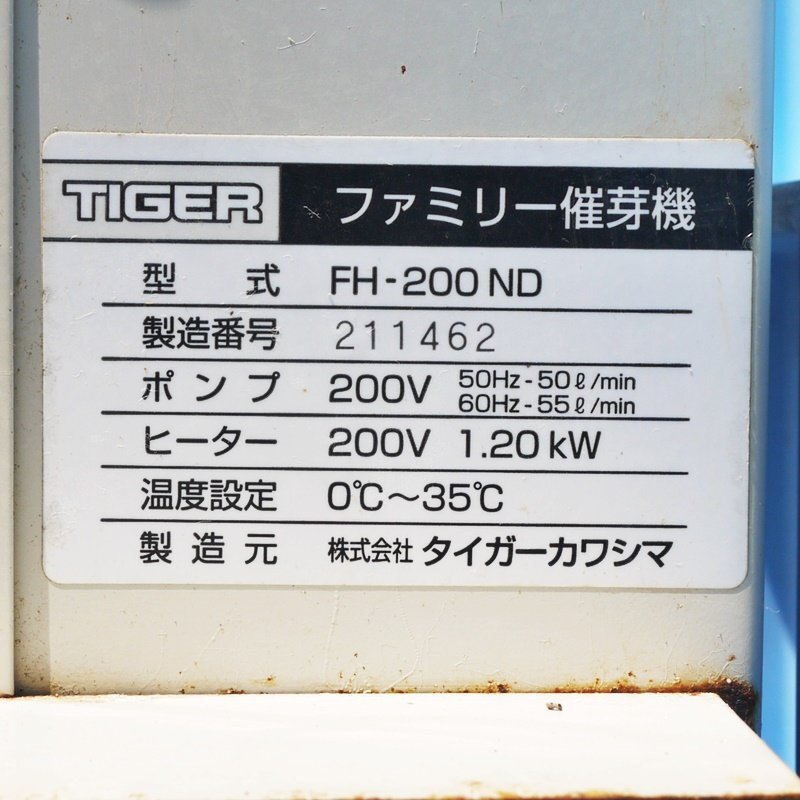 TIGER ファミリー催芽機
型式 FH-200ND
製造番号 211462
ポンプ 200V 50Hz-50ℓ/min
60Hz-55ℓ/min
ヒーター 200V 1.20kW
温度設定 0℃～35℃
製造元 株式会社 タイガーカワシマ